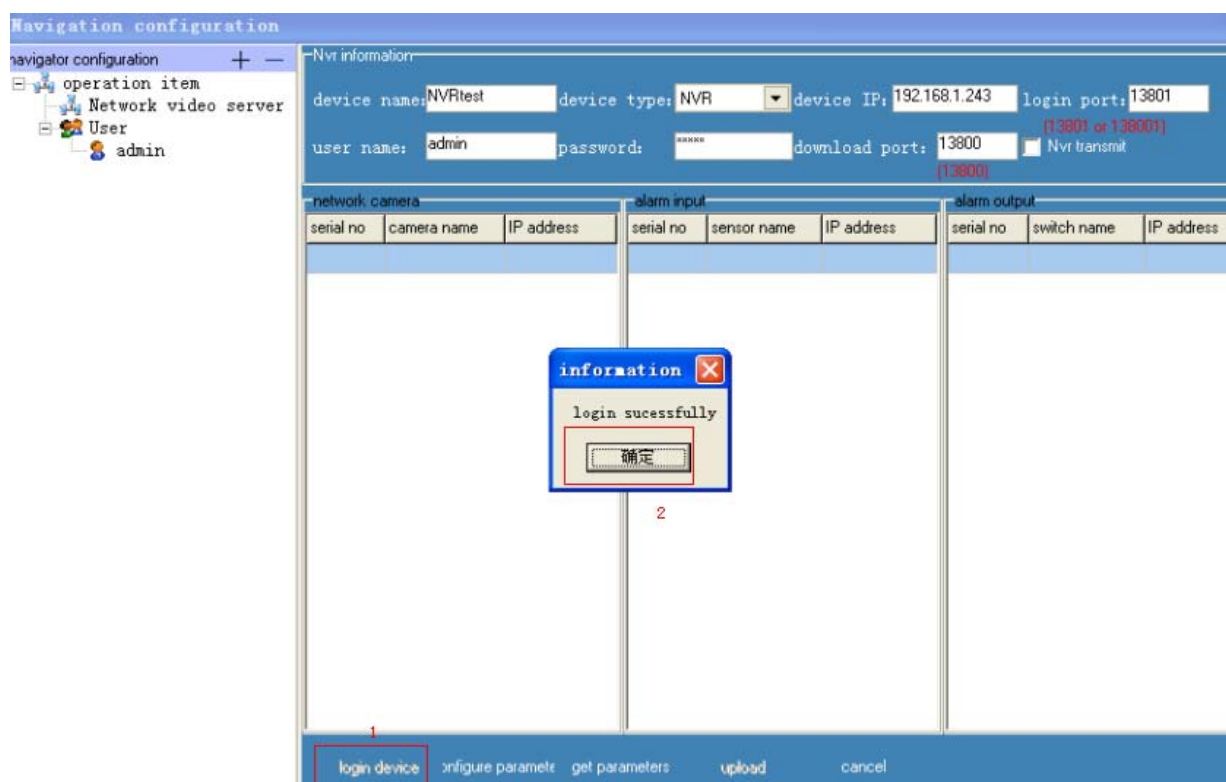 Navigation configuration
navigator configuration + −
operation item
Network video server
User
admin
Nvr information
device name: NVRtest device type: NVR device IP: 192.168.1.243 login port: 13801
(13801 or 138001)
user name: admin password: ***** download port: 13800 Nvr transmit
(13800)
network camera alarm input alarm output
serial no camera name IP address serial no sensor name IP address serial no switch name IP address
information
login sucessfully
确定
2
1
login device onfigure paramete get parameters upload cancel